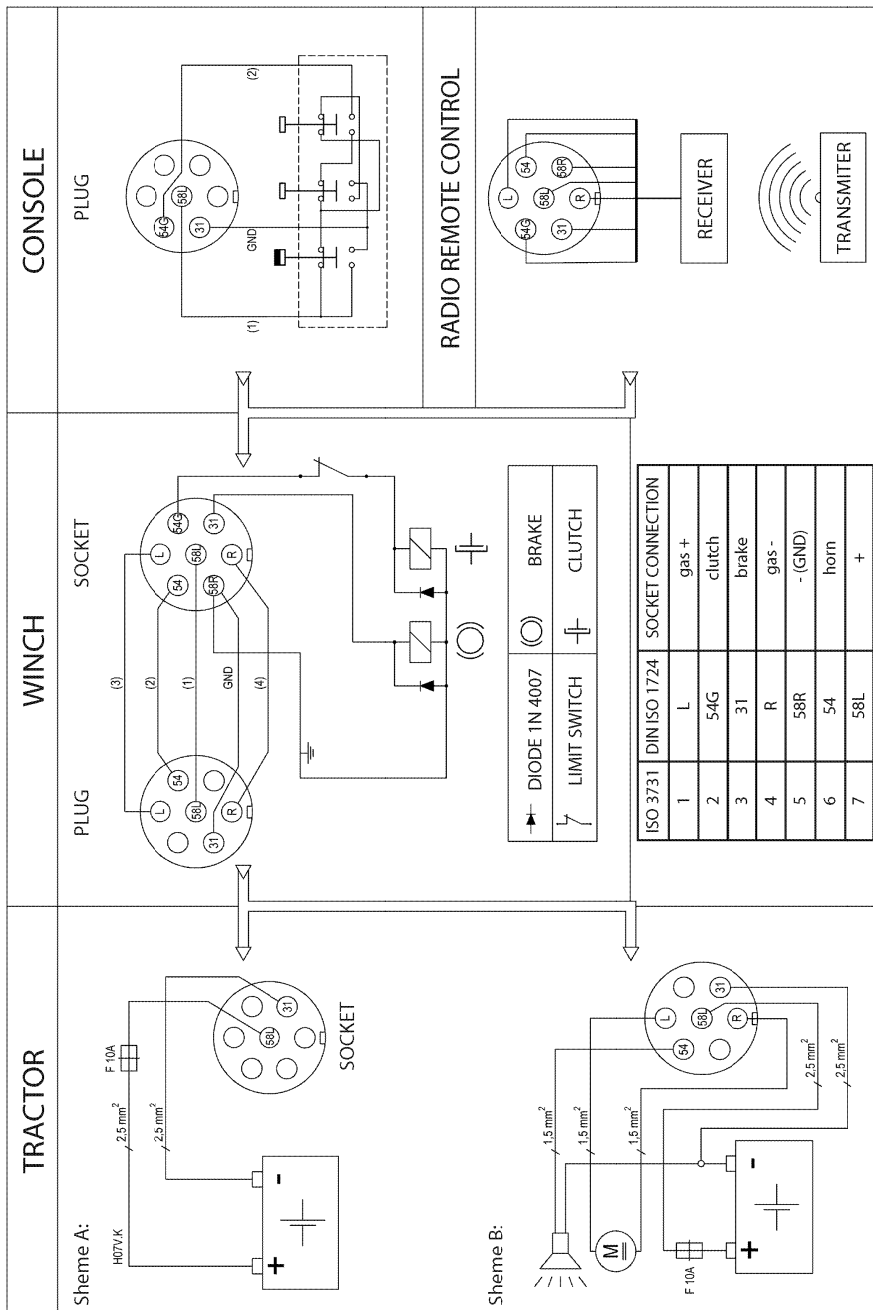 TRACTOR
WINCH
CONSOLE
Sheme A:
H07V.K
F 10A
2,5 mm²
2,5 mm²
+
-
58L
31
SOCKET
Sheme B:
1,5 mm²
1,5 mm²
1,5 mm²
M
F 10A
+
-
2,5 mm²
2,5 mm²
L
54
58L
31
R
PLUG
L
54
58L
31
R
(3)
(2)
(1)
GND
(4)
SOCKET
L
54
54G
58L
58R
31
R
DIODE 1N 4007
BRAKE
LIMIT SWITCH
CLUTCH
ISO 3731 DIN ISO 1724 SOCKET CONNECTION
1 L gas +
2 54G clutch
3 31 brake
4 R gas -
5 58R - (GND)
6 54 horn
7 58L +
PLUG
54G
58L
31
(1)
GND
(2)
RADIO REMOTE CONTROL
L
54G
54
58L
31
58R
R
RECEIVER
TRANSMITER